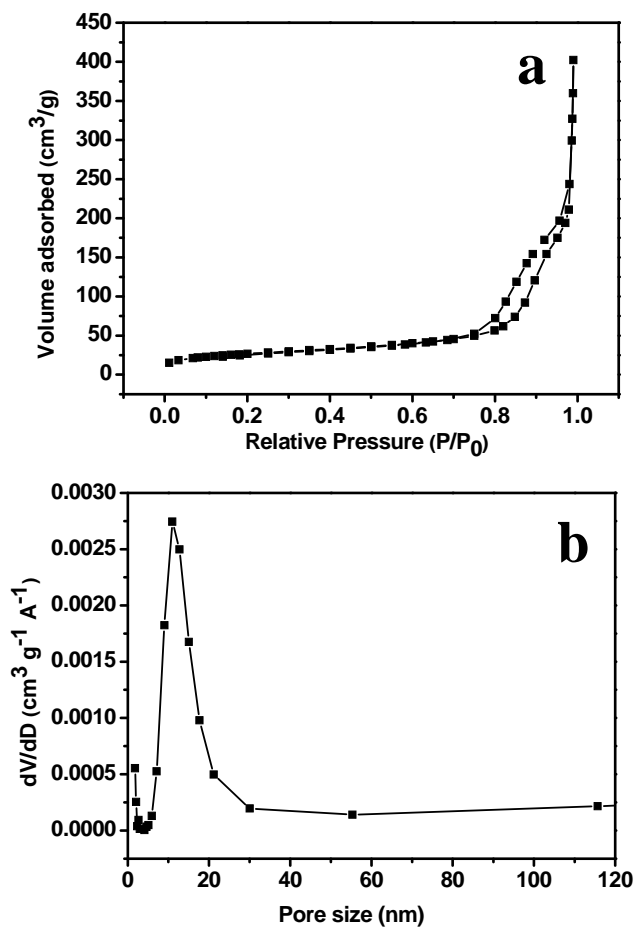 a
Volume adsorbed (cm³/g)
450
400
350
300
250
200
150
100
50
0
0.0 0.2 0.4 0.6 0.8 1.0
Relative Pressure (P/P₀)
b
dV/dD (cm³ g⁻¹ A⁻¹)
0.0030
0.0025
0.0020
0.0015
0.0010
0.0005
0.0000
0 20 40 60 80 100 120
Pore size (nm)